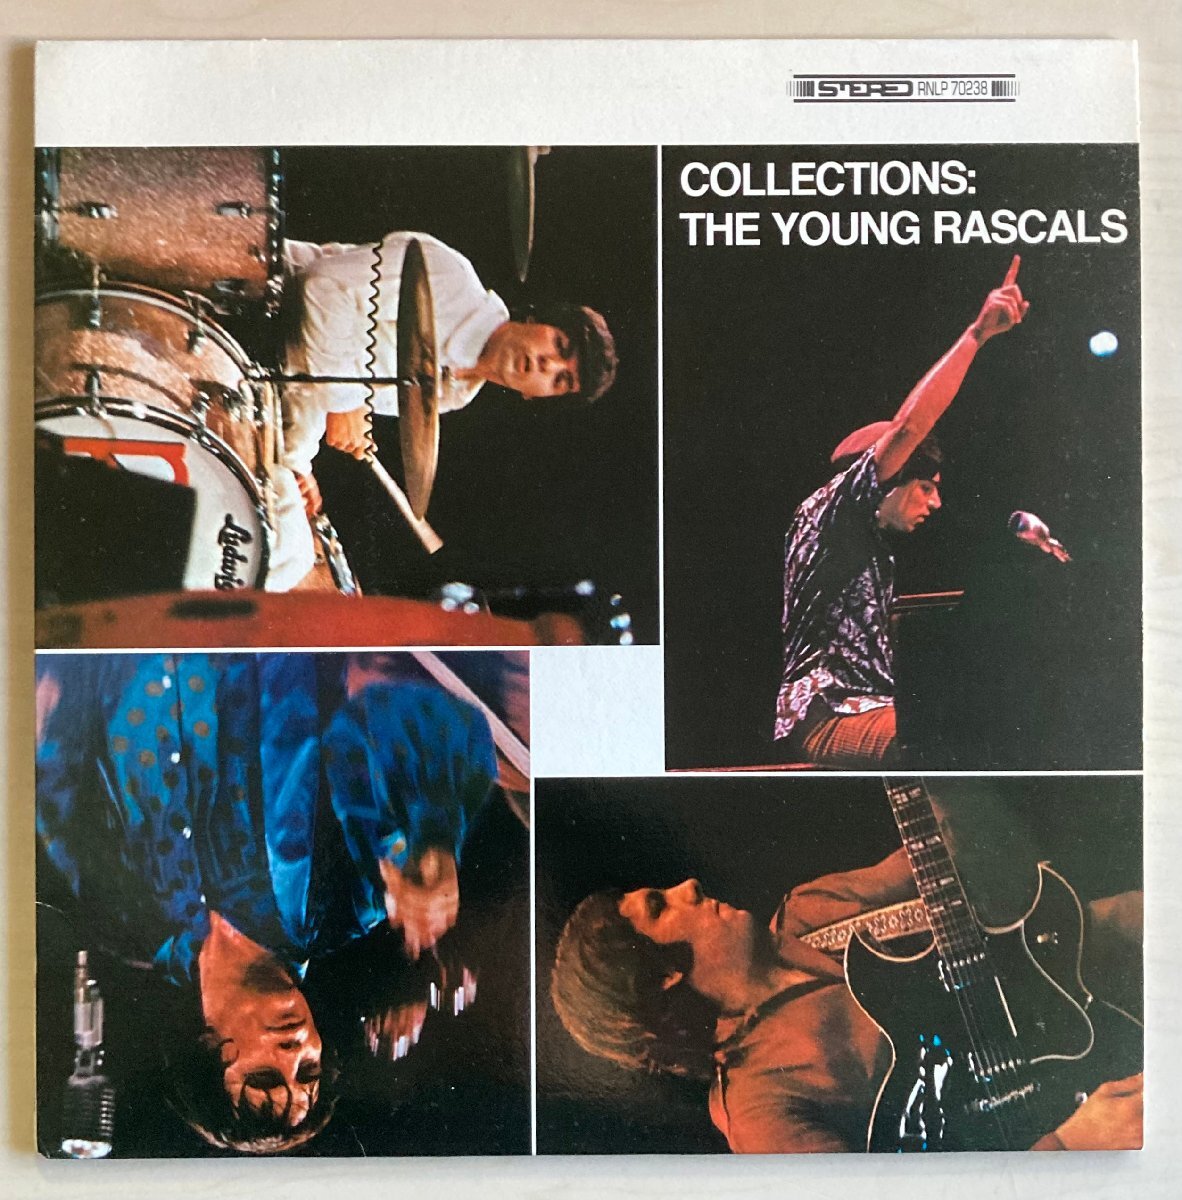 STEREO RNLP 70238
COLLECTIONS:
THE YOUNG RASCALS
Ludwig